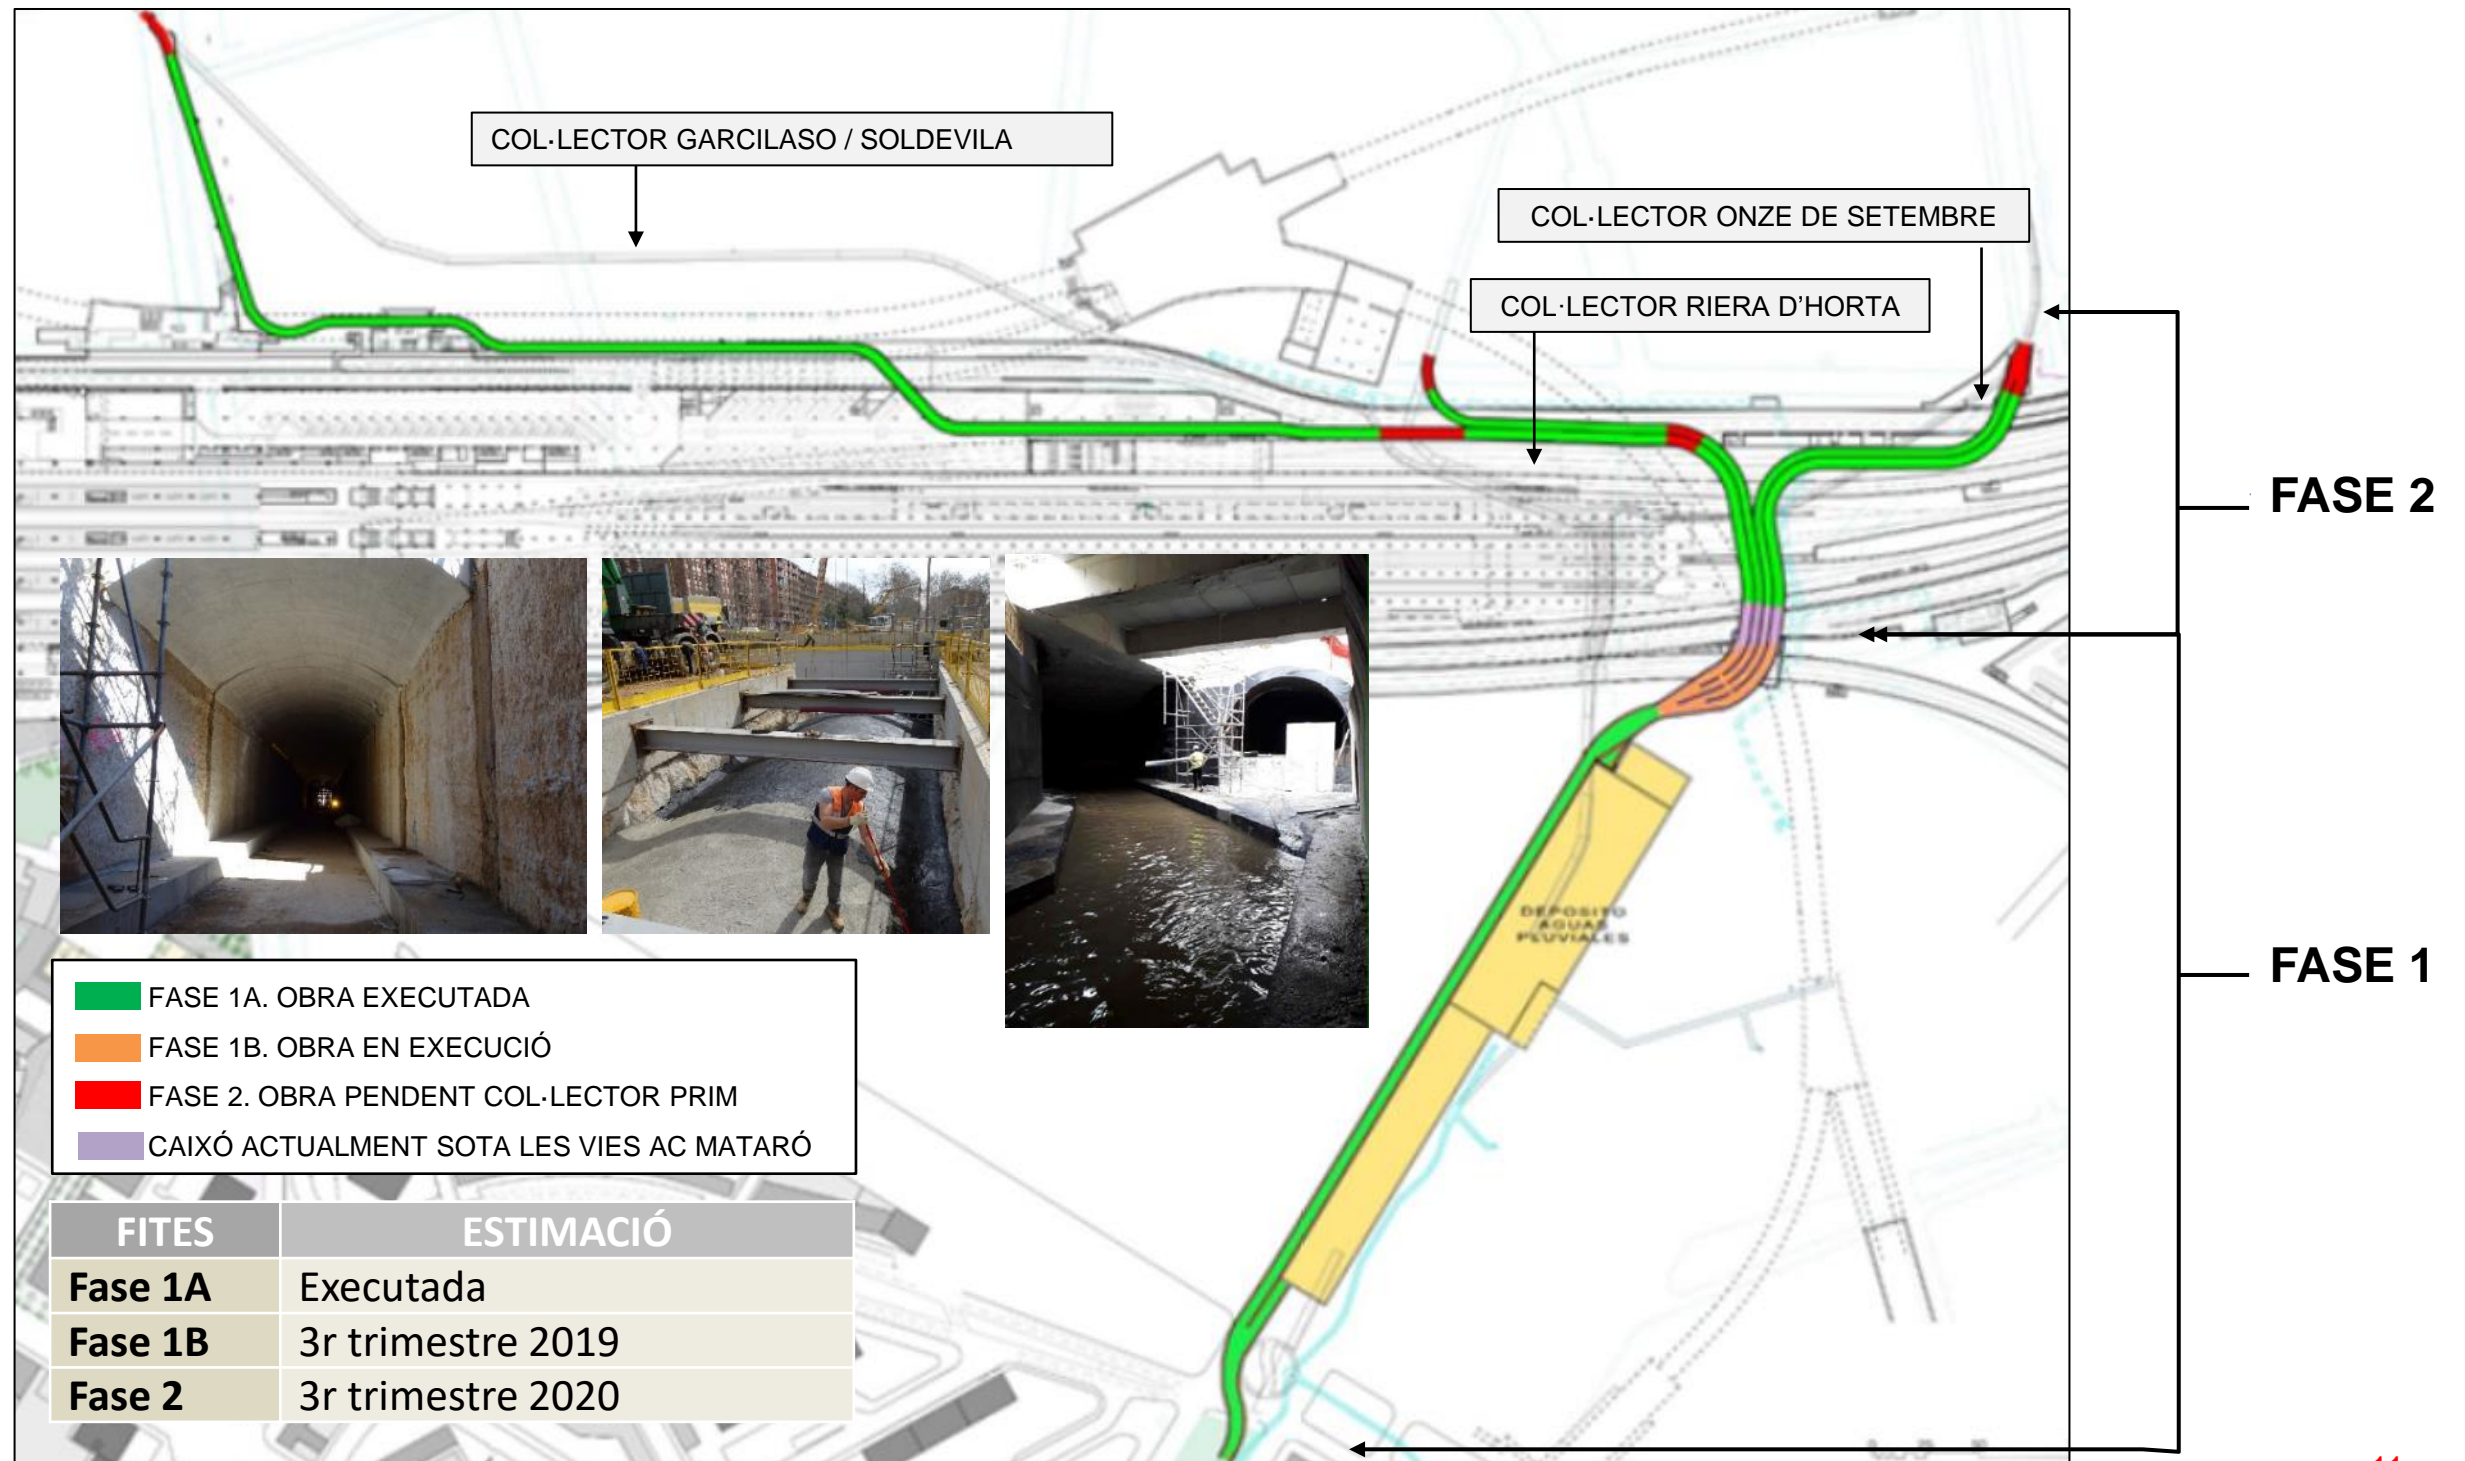 COL·LECTOR GARCILASO / SOLDEVILA
COL·LECTOR ONZE DE SETEMBRE
COL·LECTOR RIERA D'HORTA
FASE 2
DEPOSITO
AGUAS
PLUVIALES
FASE 1
FASE 1A. OBRA EXECUTADA
FASE 1B. OBRA EN EXECUCIÓ
FASE 2. OBRA PENDENT COL·LECTOR PRIM
CAIXÓ ACTUALMENT SOTA LES VIES AC MATARÓ
FITES ESTIMACIÓ
Fase 1A Executada
Fase 1B 3r trimestre 2019
Fase 2 3r trimestre 2020